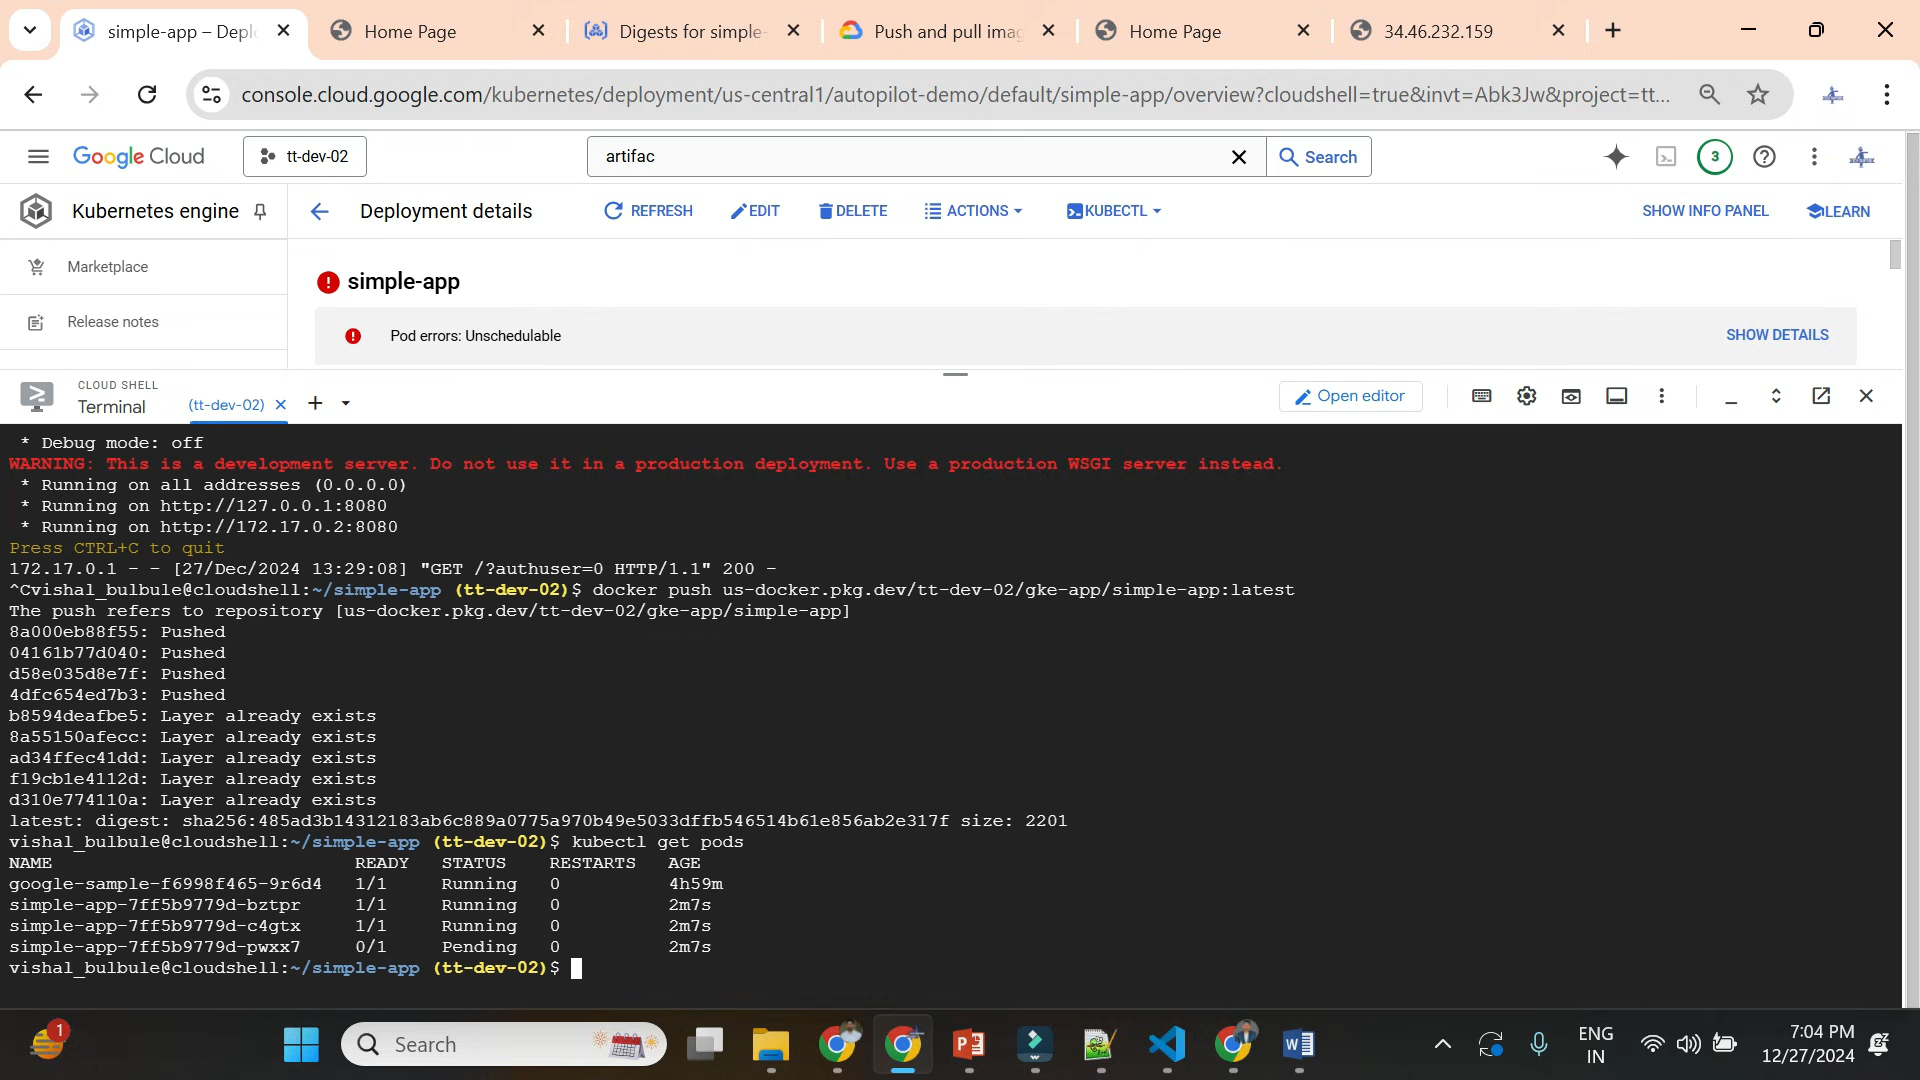 simple-app – Depl
Home Page
Digests for simple-
Push and pull imag
Home Page
34.46.232.159
console.cloud.google.com/kubernetes/deployment/us-central1/autopilot-demo/default/simple-app/overview?cloudshell=true&invt=Abk3Jw&project=tt...
Google Cloud
tt-dev-02
artifac
Search
3
Kubernetes engine
Deployment details
REFRESH
EDIT
DELETE
ACTIONS
KUBECTL
SHOW INFO PANEL
LEARN
Marketplace
Release notes
simple-app
Pod errors: Unschedulable
SHOW DETAILS
CLOUD SHELL
Terminal
(tt-dev-02)
Open editor
* Debug mode: off
WARNING: This is a development server. Do not use it in a production deployment. Use a production WSGI server instead.
* Running on all addresses (0.0.0.0)
* Running on http://127.0.0.1:8080
* Running on http://172.17.0.2:8080
Press CTRL+C to quit
172.17.0.1 - - [27/Dec/2024 13:29:08] "GET /?authuser=0 HTTP/1.1" 200 -
^Cvishal_bulbule@cloudshell:~/simple-app (tt-dev-02)$ docker push us-docker.pkg.dev/tt-dev-02/gke-app/simple-app:latest
The push refers to repository [us-docker.pkg.dev/tt-dev-02/gke-app/simple-app]
8a000eb88f55: Pushed
04161b77d040: Pushed
d58e035d8e7f: Pushed
4dfc654ed7b3: Pushed
b8594deafbe5: Layer already exists
8a55150afecc: Layer already exists
ad34ffec41dd: Layer already exists
f19cb1e4112d: Layer already exists
d310e774110a: Layer already exists
latest: digest: sha256:485ad3b14312183ab6c889a0775a970b49e5033dffb546514b61e856ab2e317f size: 2201
vishal_bulbule@cloudshell:~/simple-app (tt-dev-02)$ kubectl get pods
NAME READY STATUS RESTARTS AGE
google-sample-f6998f465-9r6d4 1/1 Running 0 4h59m
simple-app-7ff5b9779d-bztpr 1/1 Running 0 2m7s
simple-app-7ff5b9779d-c4gtx 1/1 Running 0 2m7s
simple-app-7ff5b9779d-pwxx7 0/1 Pending 0 2m7s
vishal_bulbule@cloudshell:~/simple-app (tt-dev-02)$
1
Search
ENG
IN
7:04 PM
12/27/2024